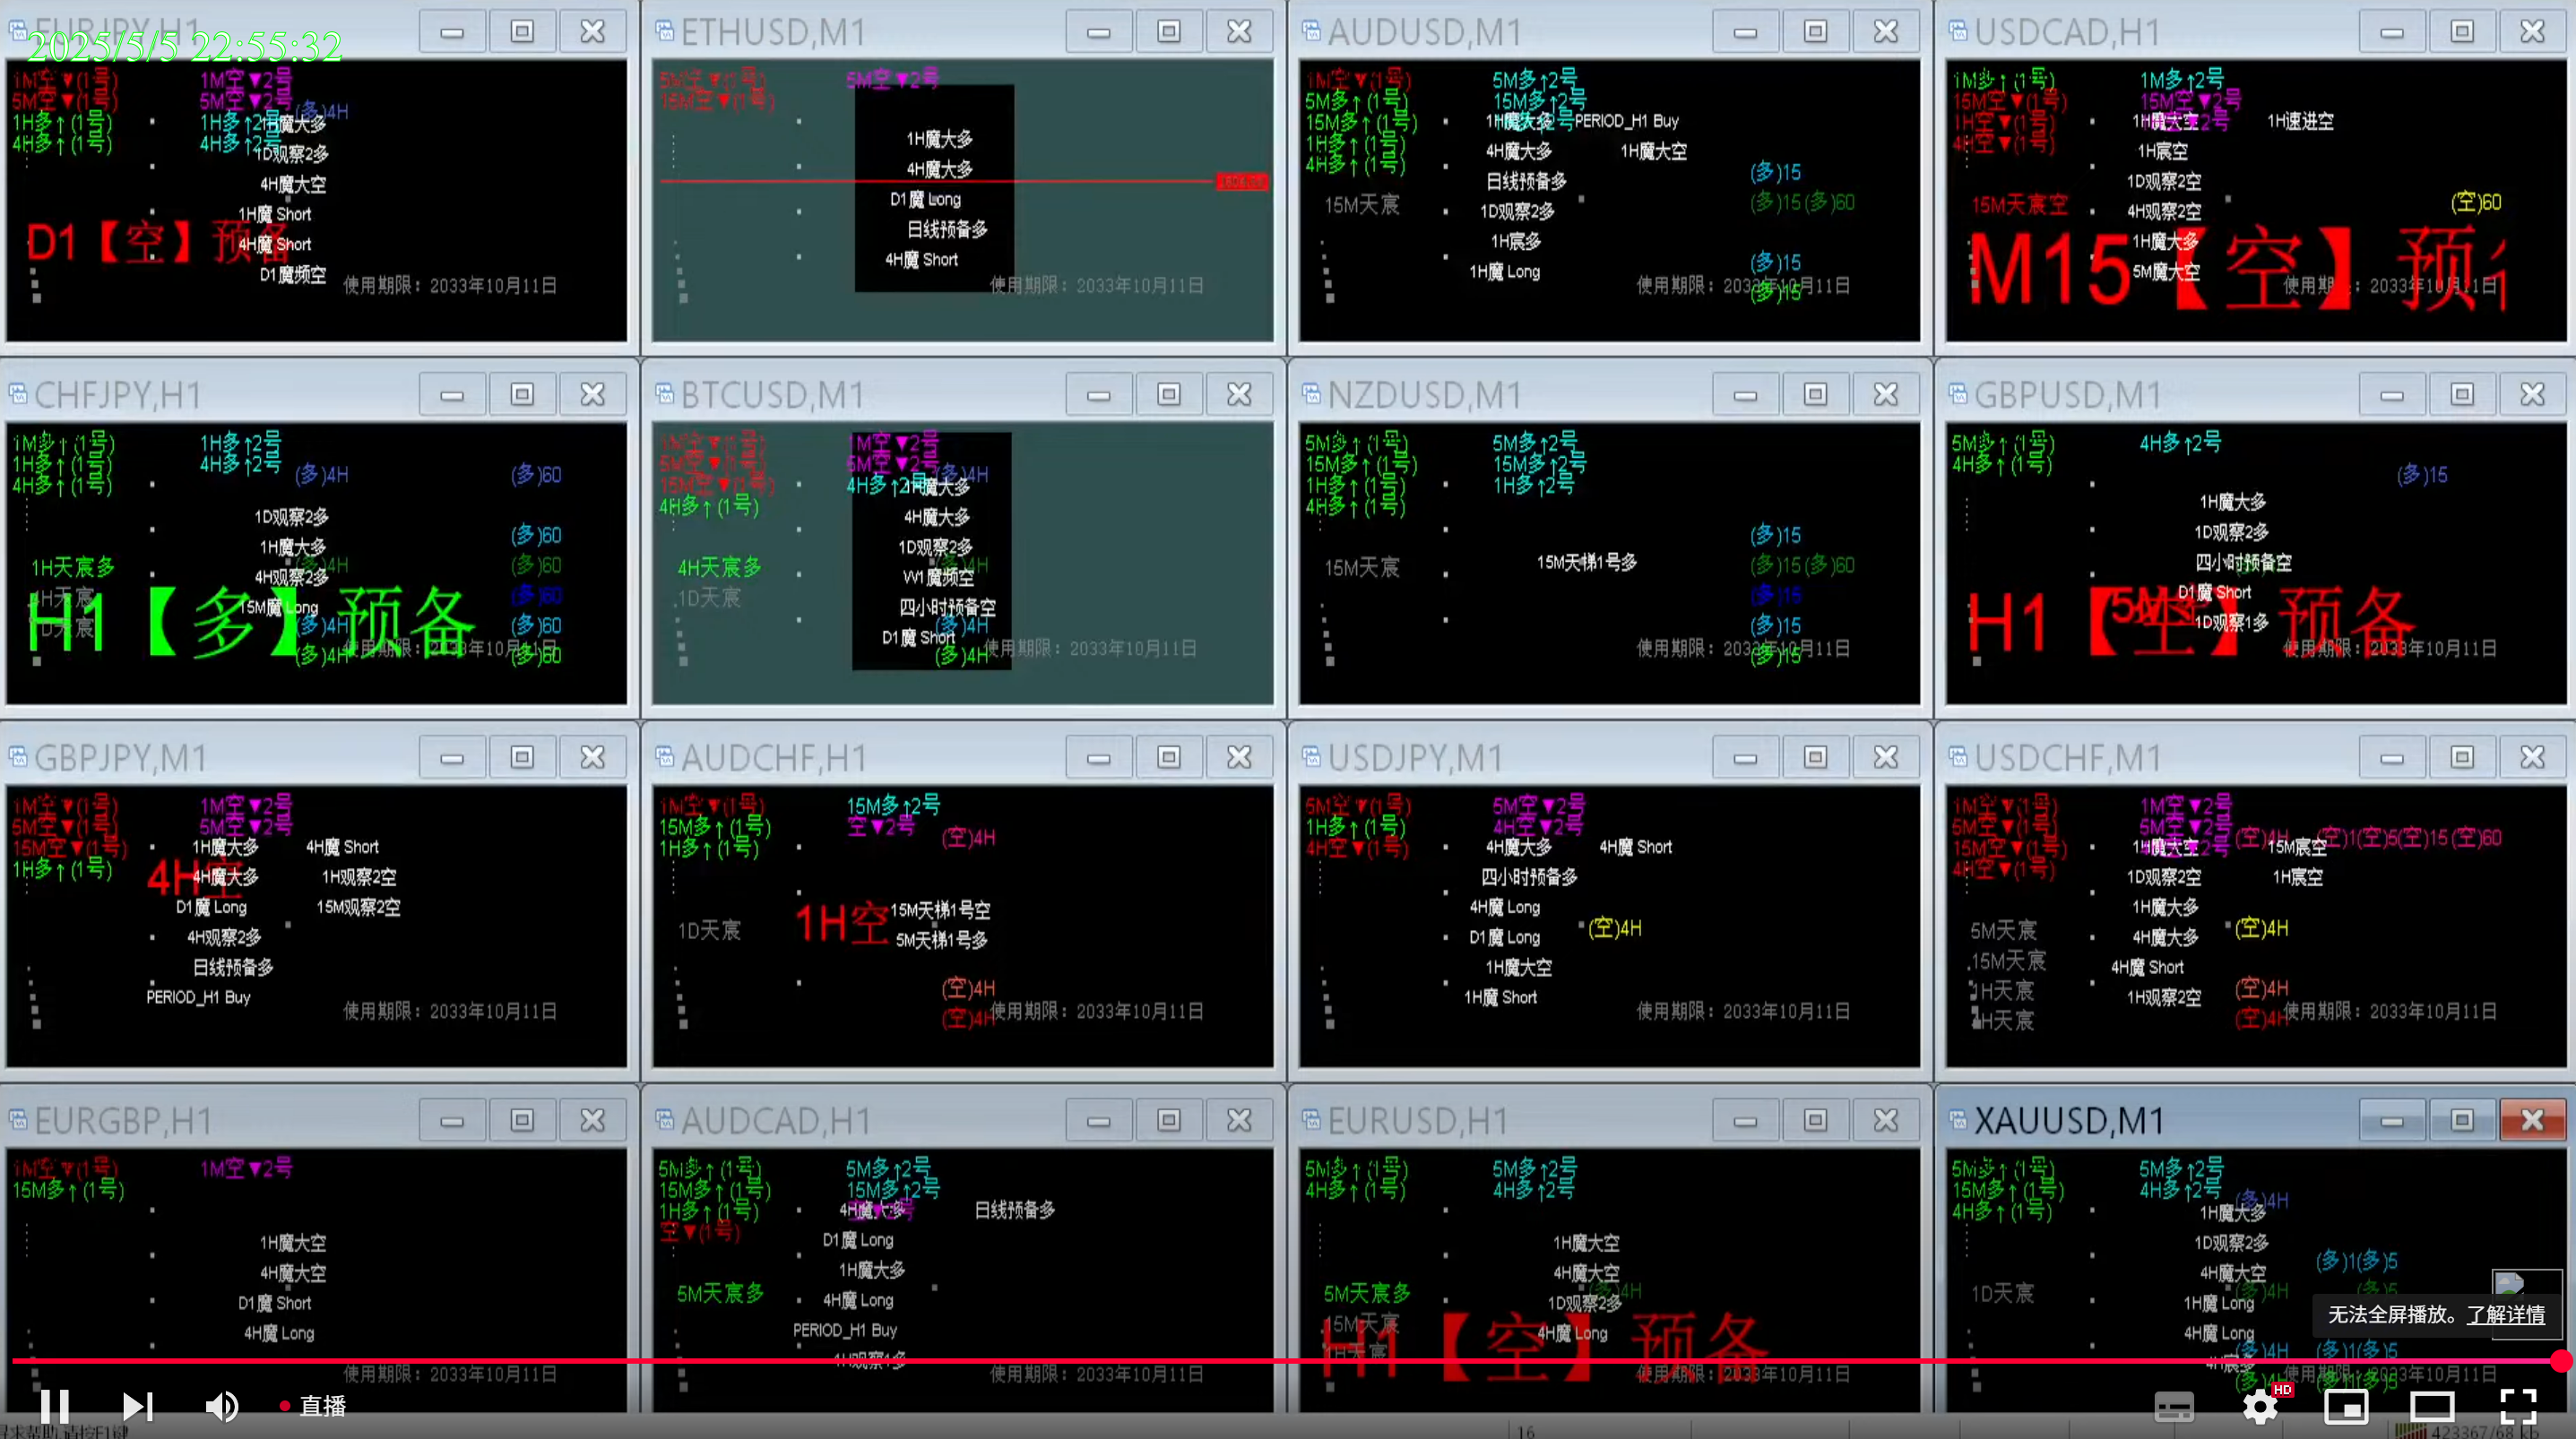 EURJPY,H1
2025/5/5 22:55:32
1M空▼(1号) 1M空▼2号
5M空▼(1号) 5M空▼2号
(多)4H
1H多↑(1号) 1H多↑2号 1H魔大多
4H多↑(1号) 4H多↑2号
1D观察2多
4H魔大空
1H魔 Short
D1【空】预备 4H魔 Short
D1魔频空
使用期限：2033年10月11日
ETHUSD,M1
5M空▼(1号) 5M空▼2号
15M空▼(1号)
1H魔大多
4H魔大多
D1魔 Long
日线预备多
4H魔 Short
使用期限：2033年10月11日
AUDUSD,M1
1M空▼(1号) 5M多↑2号
5M多↑(1号) 15M多↑2号
15M多↑(1号) 1H魔大多 PERIOD_H1 Buy
1H多↑(1号) 4H魔大多 1H魔大空
4H多↑(1号)
(多)15
日线预备多
15M天宸 1D观察2多 (多)15(多)60
1H宸多
(多)15
1H魔 Long
使用期限：2033年10月11日
(多)15
USDCAD,H1
1M多↑(1号) 1M多↑2号
15M空▼(1号) 15M空▼2号
1H空▼(1号) 1H魔大空 1H速进空
4H空▼(1号) 1H宸空
1D观察2空
15M天宸空 4H观察2空 (空)60
1H魔大多
M15【空】预
5M魔大空
使用期限：2033年10月11日
CHFJPY,H1
1M多↑(1号) 1H多↑2号
1H多↑(1号) 4H多↑2号
4H多↑(1号) (多)4H (多)60
1D观察2多
1H魔大多 (多)60
1H天宸多 (多)4H (多)60
4H观察2多
4H天宸 (多)60
15M魔 Long
H1【多】预备
1D天宸 (多)4H (多)60
(多)4H (多)60
使用期限：2033年10月11日
BTCUSD,M1
1M空▼(1号) 1M空▼2号
5M空▼(1号) 5M空▼2号
15M空▼(1号) 4H多↑2号 1H魔大多 (多)4H
4H多↑(1号) 4H魔大多
1D观察2多
4H天宸多 (多)4H
W1魔频空
1D天宸 四小时预备空
(多)4H
D1魔 Short
(多)4H 使用期限：2033年10月11日
NZDUSD,M1
5M多↑(1号) 5M多↑2号
15M多↑(1号) 15M多↑2号
1H多↑(1号) 1H多↑2号
4H多↑(1号)
(多)15
15M天宸 15M天梯1号多 (多)15(多)60
(多)15
(多)15
使用期限：2033年10月11日
(多)15
GBPUSD,M1
5M多↑(1号) 4H多↑2号
4H多↑(1号) (多)15
1H魔大多
1D观察2多
四小时预备空
D1魔 Short
H1【空】预备
1D观察1多
使用期限：2033年10月11日
GBPJPY,M1
1M空▼(1号) 1M空▼2号
5M空▼(1号) 5M空▼2号
15M空▼(1号) 1H魔大多 4H魔 Short
1H多↑(1号) 4H空 4H魔大多 1H观察2空
D1魔 Long 15M观察2空
4H观察2多
日线预备多
PERIOD_H1 Buy
使用期限：2033年10月11日
AUDCHF,H1
1M空▼(1号) 15M多↑2号
15M多↑(1号) 空▼2号 (空)4H
1H多↑(1号)
1D天宸 1H空 15M天梯1号空
5M天梯1号多
(空)4H
(空)4H 使用期限：2033年10月11日
USDJPY,M1
5M空▼(1号) 5M空▼2号
1H多↑(1号) 4H空▼2号
4H空▼(1号) 4H魔大多 4H魔 Short
四小时预备多
4H魔 Long
D1魔 Long (空)4H
1H魔大空
1H魔 Short
使用期限：2033年10月11日
USDCHF,M1
1M空▼(1号) 1M空▼2号
5M空▼(1号) 5M空▼2号 (空)4H (空)1(空)5(空)15(空)60
15M空▼(1号) 1H魔大空 15M宸空
4H空▼(1号) 1D观察2空 1H宸空
1H魔大多
5M天宸 4H魔大多 (空)4H
15M天宸 4H魔 Short
1H天宸 1H观察2空 (空)4H
4H天宸 (空)4H 使用期限：2033年10月11日
EURGBP,H1
1M空▼(1号) 1M空▼2号
15M多↑(1号)
1H魔大空
4H魔大空
D1魔 Short
4H魔 Long
使用期限：2033年10月11日
AUDCAD,H1
5M多↑(1号) 5M多↑2号
15M多↑(1号) 15M多↑2号
1H多↑(1号) 4H魔大多 日线预备多
空▼(1号) D1魔 Long
1H魔大多
5M天宸多 4H魔 Long
PERIOD_H1 Buy
1H观察1多
使用期限：2033年10月11日
EURUSD,H1
5M多↑(1号) 5M多↑2号
4H多↑(1号) 4H多↑2号
1H魔大空
4H魔大空
5M天宸多 (多)4H
1D观察2多
15M天宸 4H魔 Long
H1【空】预备
1H天宸
使用期限：2033年10月11日
XAUUSD,M1
5M多↑(1号) 5M多↑2号
15M多↑(1号) 4H多↑2号 (多)4H
4H多↑(1号) 1H魔大多
1D观察2多
(多)1(多)5
4H魔大空
1D天宸 (多)4H (多)5
1H魔 Long
4H魔 Long
(多)4H (多)1(多)5
4H宸多
使用期限：2033年10月11日
无法全屏播放。了解详情
直播
HD
寻求帮助,请按F1键
16
423367/68 kb